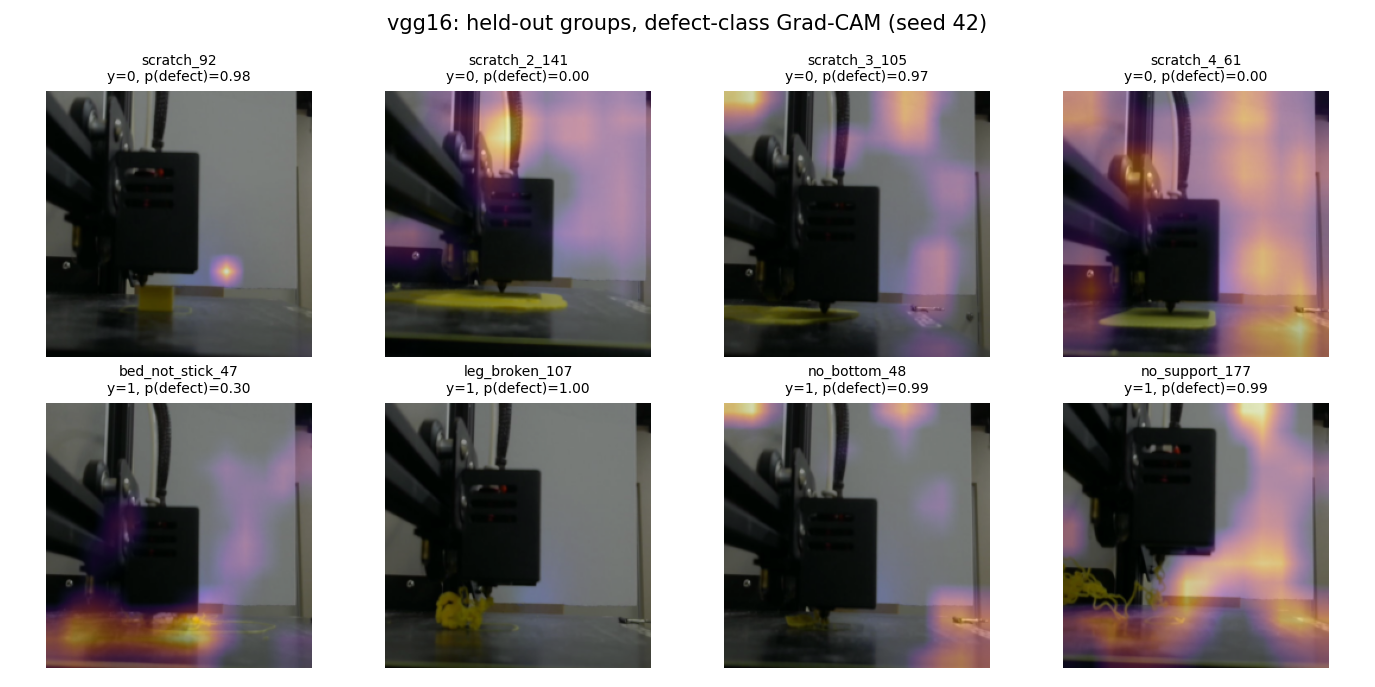 vgg16: held-out groups, defect-class Grad-CAM (seed 42)
scratch_92
y=0, p(defect)=0.98
scratch_2_141
y=0, p(defect)=0.00
scratch_3_105
y=0, p(defect)=0.97
scratch_4_61
y=0, p(defect)=0.00
bed_not_stick_47
y=1, p(defect)=0.30
leg_broken_107
y=1, p(defect)=1.00
no_bottom_48
y=1, p(defect)=0.99
no_support_177
y=1, p(defect)=0.99